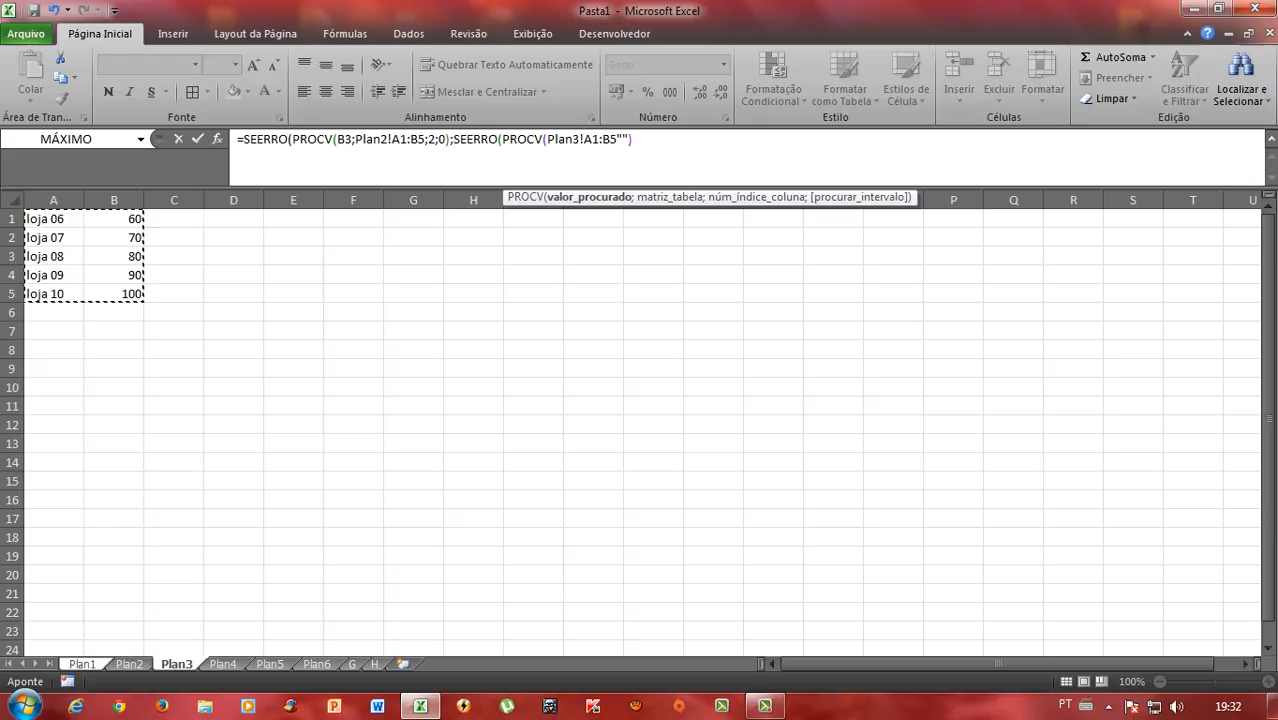 Pasta1 - Microsoft Excel
Arquivo Página Inicial Inserir Layout da Página Fórmulas Dados Revisão Exibição Desenvolvedor
Colar
Quebrar Texto Automaticamente
Mesclar e Centralizar
Geral
% 000
Formatação Condicional
Formatar como Tabela
Estilos de Célula
Inserir Excluir Formatar
AutoSoma
Preencher
Limpar
Classificar e Filtrar
Localizar e Selecionar
N I S A
Área de Tran... Fonte Alinhamento Número Estilo Células Edição
MÁXIMO fx =SEERRO(PROCV(B3;Plan2!A1:B5;2;0);SEERRO(PROCV(Plan3!A1:B5"")
PROCV(valor_procurado; matriz_tabela; núm_índice_coluna; [procurar_intervalo])
A B C D E F G H P Q R S T U
1 loja 06 60
2 loja 07 70
3 loja 08 80
4 loja 09 90
5 loja 10 100
6
7
8
9
10
11
12
13
14
15
16
17
18
19
20
21
22
23
24
Plan1 Plan2 Plan3 Plan4 Plan5 Plan6 G H
Aponte 100%
PT 19:32